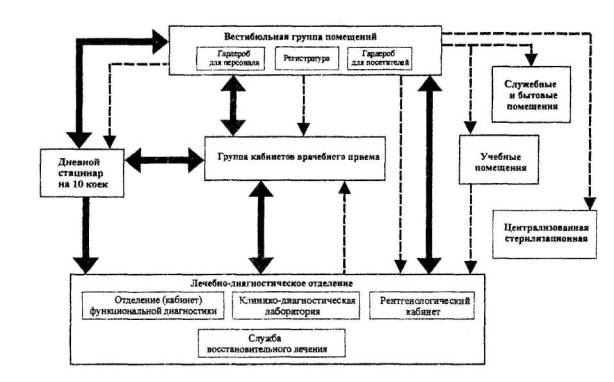 Вестибюльная группа помещений
Гардероб
для персонала
Регистратура
Гардероб
для посетителей
Служебные
и бытовые
помещения
Дневной
стацинар
на 10 коек
Группа кабинетов врачебного приема
Учебные
помещения
Централизованная
стерилизационная
Лечебно-диагностическое отделение
Отделение (кабинет)
функциональной диагностики
Клинико-диагностическая
лаборатория
Рентгенологический
кабинет
Служба
восстановительного лечения